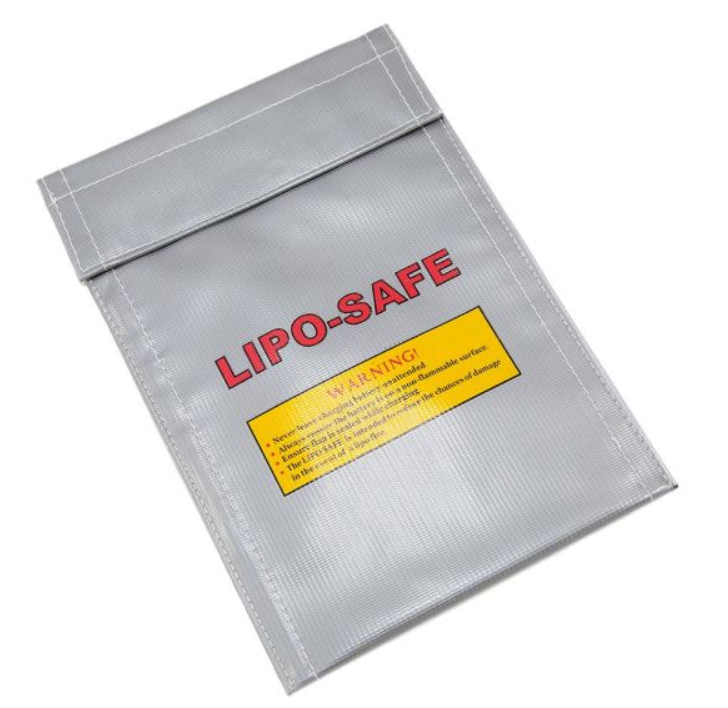 LIPO-SAFE
WARNING!
• Never leave charging battery unattended
• Always ensure the battery is on a non-flammable surface.
• Ensure flap is sealed whilst charging
• The LIPO SAFE is intended to reduce the chances of damage
in the event of a lipo fire